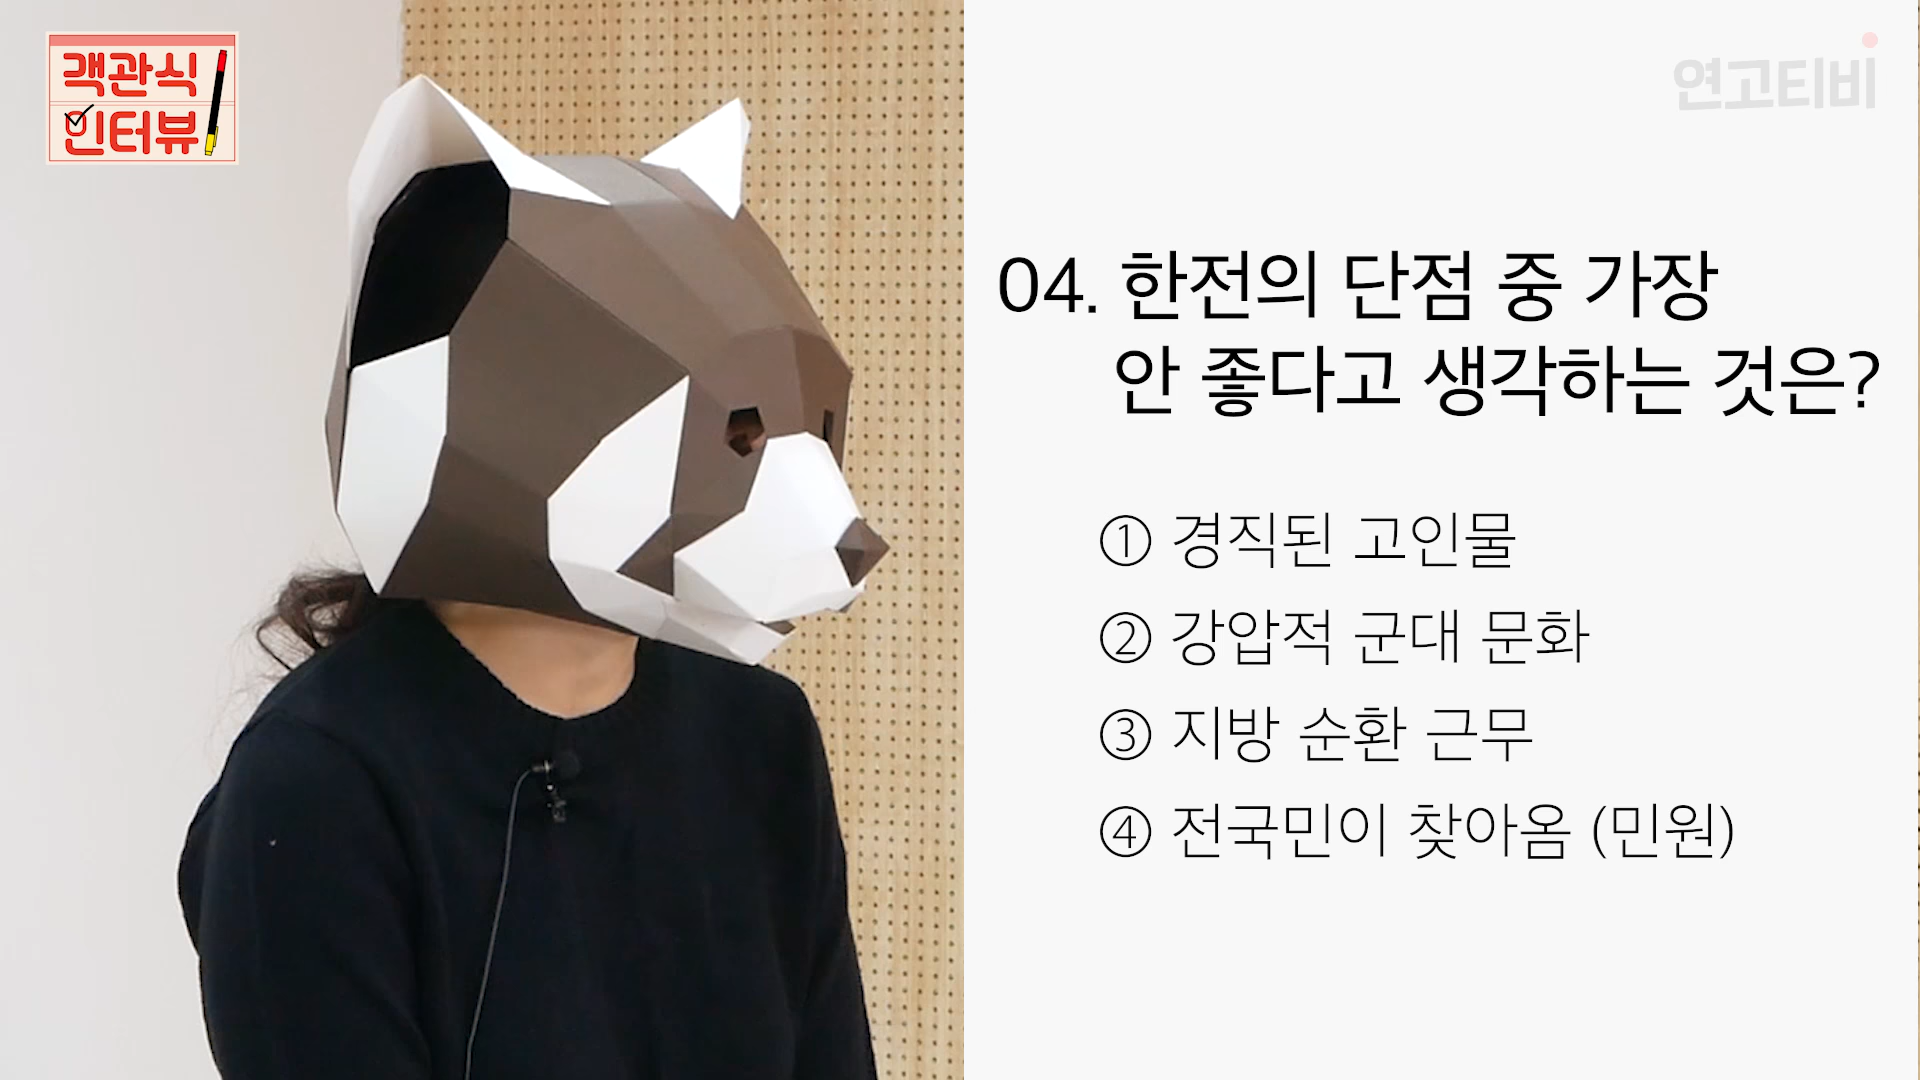 객관식
인터뷰
연고티비
04. 한전의 단점 중 가장
안 좋다고 생각하는 것은?
① 경직된 고인물
② 강압적 군대 문화
③ 지방 순환 근무
④ 전국민이 찾아옴 (민원)